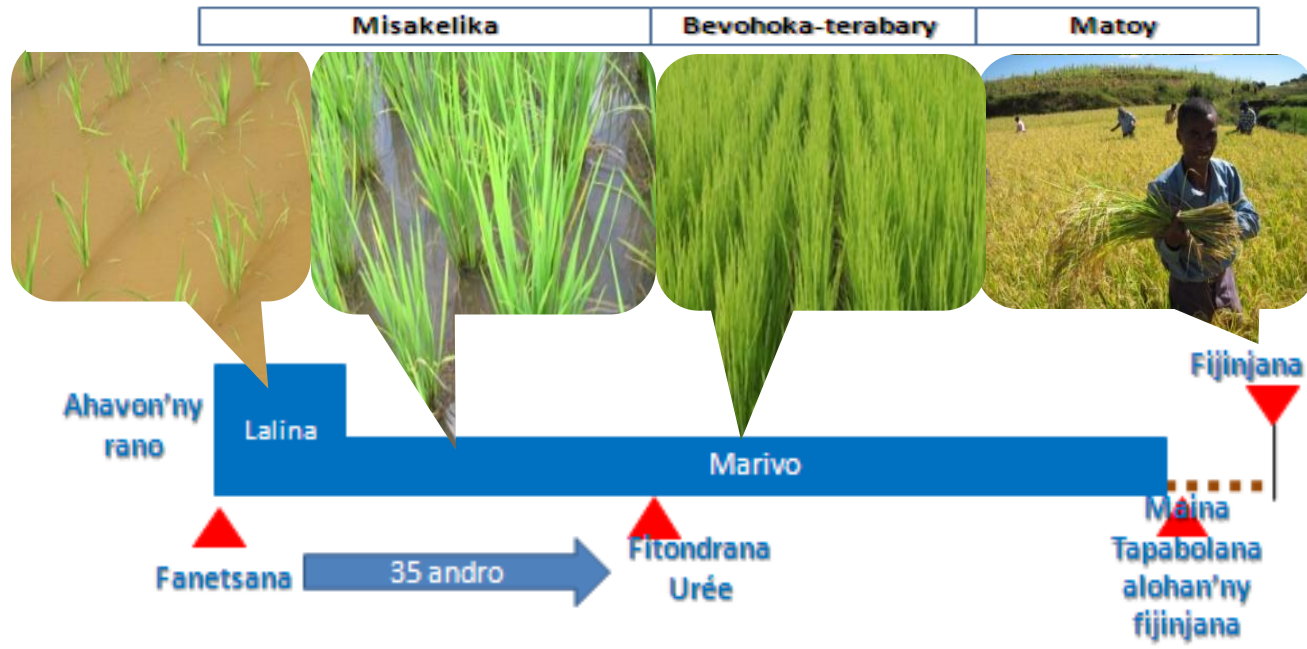 Misakelika
Bevohoka-terabary
Matoy
Fijinjana
Ahavon'ny
rano
Lalina
Marivo
Fanetsana
35 andro
Fitondrana
Urée
Maina
Tapabolana
alohan'ny
fijinjana